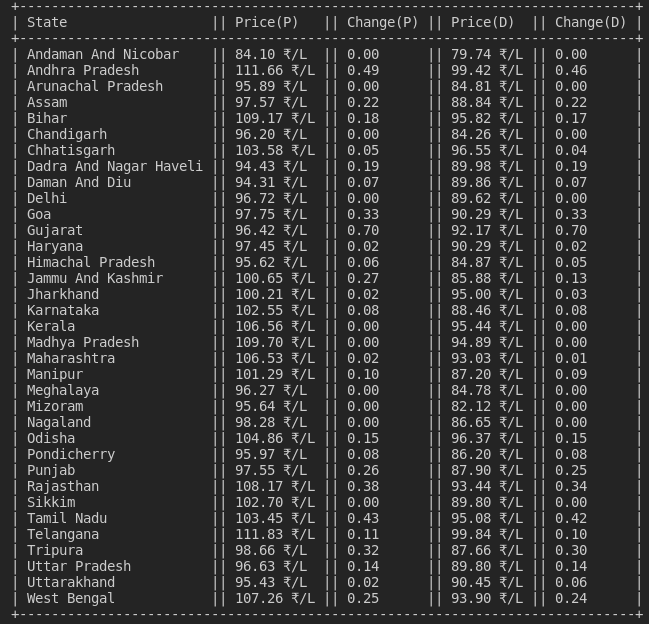 +-----------------------------------------------------------------------------+
| State                  || Price(P)  || Change(P) || Price(D)  || Change(D) |
+-----------------------------------------------------------------------------+
| Andaman And Nicobar    || 84.10 ₹/L  || 0.00      || 79.74 ₹/L || 0.00      |
| Andhra Pradesh         || 111.66 ₹/L || 0.49      || 99.42 ₹/L || 0.46      |
| Arunachal Pradesh      || 95.89 ₹/L  || 0.00      || 84.81 ₹/L || 0.00      |
| Assam                  || 97.57 ₹/L  || 0.22      || 88.84 ₹/L || 0.22      |
| Bihar                  || 109.17 ₹/L || 0.18      || 95.82 ₹/L || 0.17      |
| Chandigarh             || 96.20 ₹/L  || 0.00      || 84.26 ₹/L || 0.00      |
| Chhatisgarh            || 103.58 ₹/L || 0.05      || 96.55 ₹/L || 0.04      |
| Dadra And Nagar Haveli || 94.43 ₹/L  || 0.19      || 89.98 ₹/L || 0.19      |
| Daman And Diu          || 94.31 ₹/L  || 0.07      || 89.86 ₹/L || 0.07      |
| Delhi                  || 96.72 ₹/L  || 0.00      || 89.62 ₹/L || 0.00      |
| Goa                    || 97.75 ₹/L  || 0.33      || 90.29 ₹/L || 0.33      |
| Gujarat                || 96.42 ₹/L  || 0.70      || 92.17 ₹/L || 0.70      |
| Haryana                || 97.45 ₹/L  || 0.02      || 90.29 ₹/L || 0.02      |
| Himachal Pradesh       || 95.62 ₹/L  || 0.06      || 84.87 ₹/L || 0.05      |
| Jammu And Kashmir      || 100.65 ₹/L || 0.27      || 85.88 ₹/L || 0.13      |
| Jharkhand              || 100.21 ₹/L || 0.02      || 95.00 ₹/L || 0.03      |
| Karnataka              || 102.55 ₹/L || 0.08      || 88.46 ₹/L || 0.08      |
| Kerala                 || 106.56 ₹/L || 0.00      || 95.44 ₹/L || 0.00      |
| Madhya Pradesh         || 109.70 ₹/L || 0.00      || 94.89 ₹/L || 0.00      |
| Maharashtra            || 106.53 ₹/L || 0.02      || 93.03 ₹/L || 0.01      |
| Manipur                || 101.29 ₹/L || 0.10      || 87.20 ₹/L || 0.09      |
| Meghalaya              || 96.27 ₹/L  || 0.00      || 84.78 ₹/L || 0.00      |
| Mizoram                || 95.64 ₹/L  || 0.00      || 82.12 ₹/L || 0.00      |
| Nagaland               || 98.28 ₹/L  || 0.00      || 86.65 ₹/L || 0.00      |
| Odisha                 || 104.86 ₹/L || 0.15      || 96.37 ₹/L || 0.15      |
| Pondicherry            || 95.97 ₹/L  || 0.08      || 86.20 ₹/L || 0.08      |
| Punjab                 || 97.55 ₹/L  || 0.26      || 87.90 ₹/L || 0.25      |
| Rajasthan              || 108.17 ₹/L || 0.38      || 93.44 ₹/L || 0.34      |
| Sikkim                 || 102.70 ₹/L || 0.00      || 89.80 ₹/L || 0.00      |
| Tamil Nadu             || 103.45 ₹/L || 0.43      || 95.08 ₹/L || 0.42      |
| Telangana              || 111.83 ₹/L || 0.11      || 99.84 ₹/L || 0.10      |
| Tripura                || 98.66 ₹/L  || 0.32      || 87.66 ₹/L || 0.30      |
| Uttar Pradesh          || 96.63 ₹/L  || 0.14      || 89.80 ₹/L || 0.14      |
| Uttarakhand            || 95.43 ₹/L  || 0.02      || 90.45 ₹/L || 0.06      |
| West Bengal            || 107.26 ₹/L || 0.25      || 93.90 ₹/L || 0.24      |
+-----------------------------------------------------------------------------+